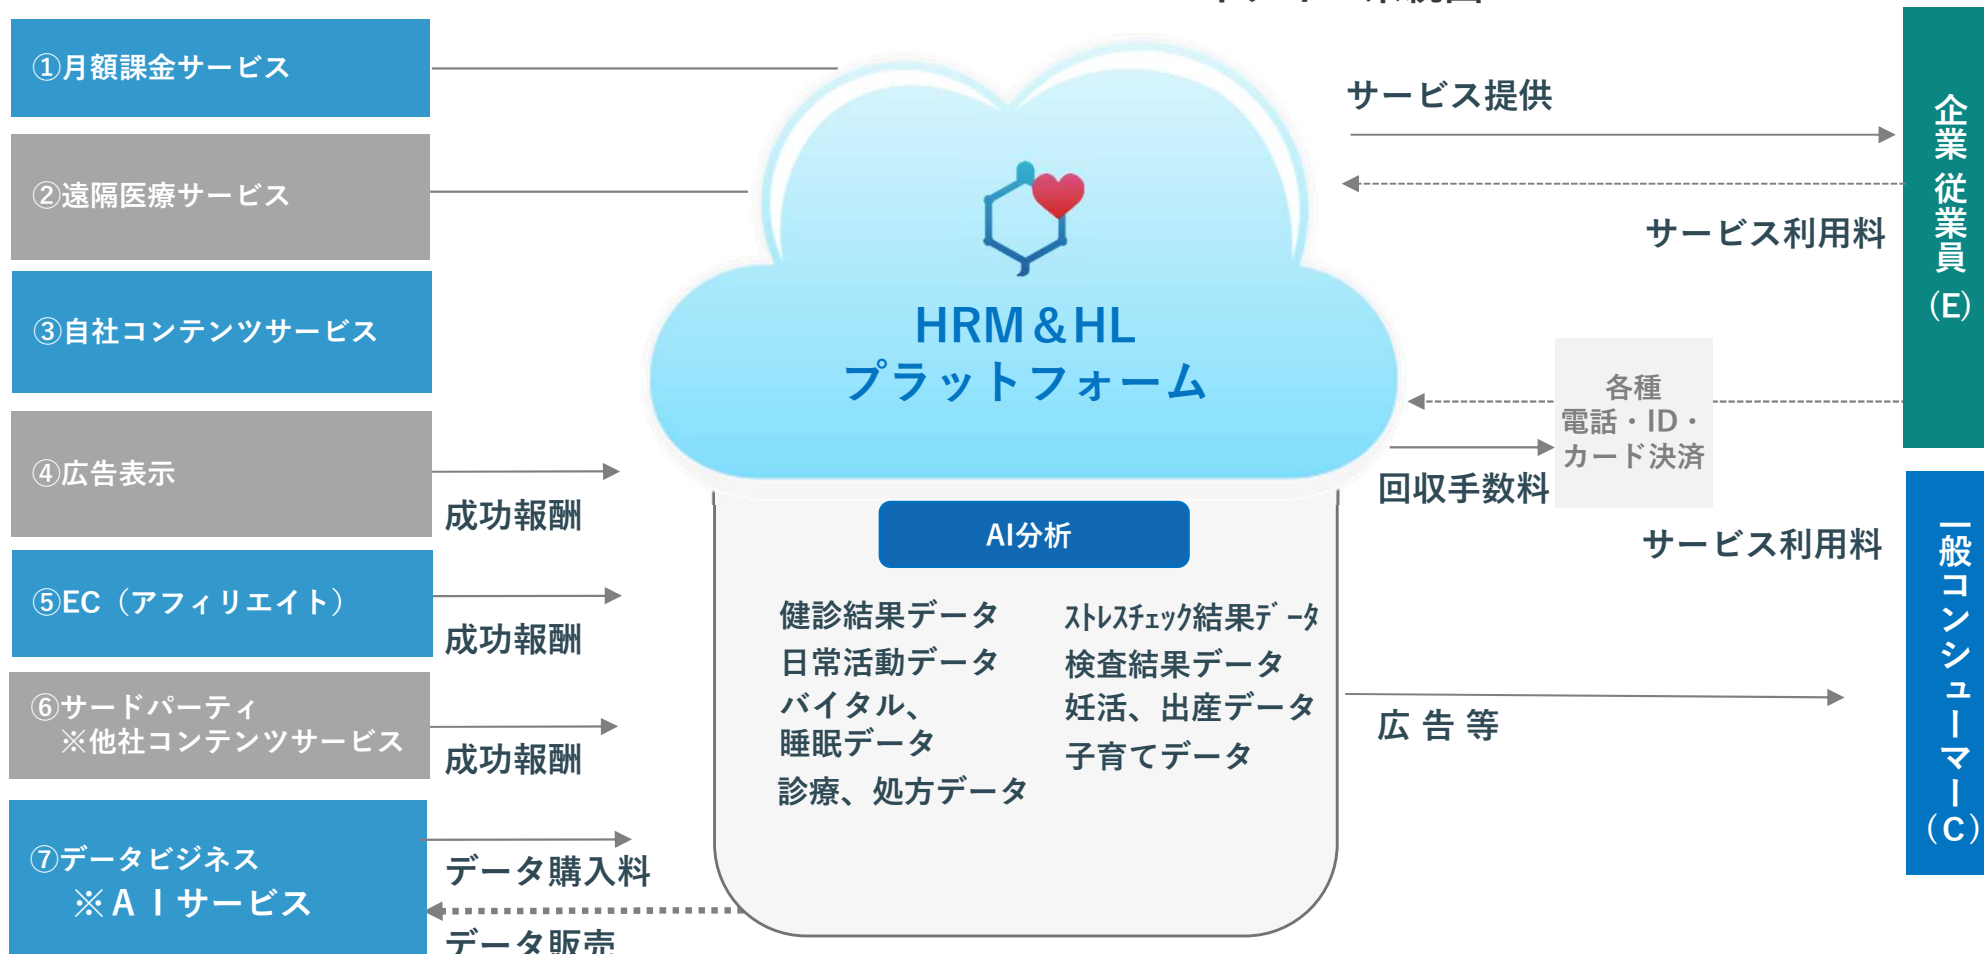 ①月額課金サービス
②遠隔医療サービス
③自社コンテンツサービス
④広告表示
成功報酬
⑤EC（アフィリエイト）
成功報酬
⑥サードパーティ
※他社コンテンツサービス
成功報酬
⑦データビジネス
※AIサービス
データ購入料
データ販売
HRM＆HL
プラットフォーム
AI分析
健診結果データ
日常活動データ
バイタル、
睡眠データ
診療、処方データ
ｽﾄﾚｽﾁｪｯｸ結果ﾃﾞｰﾀ
検査結果データ
妊活、出産データ
子育てデータ
サービス提供
サービス利用料
各種
電話・ID・
カード決済
回収手数料
サービス利用料
広告等
企業 従業員（E）
一般コンシューマー（C）